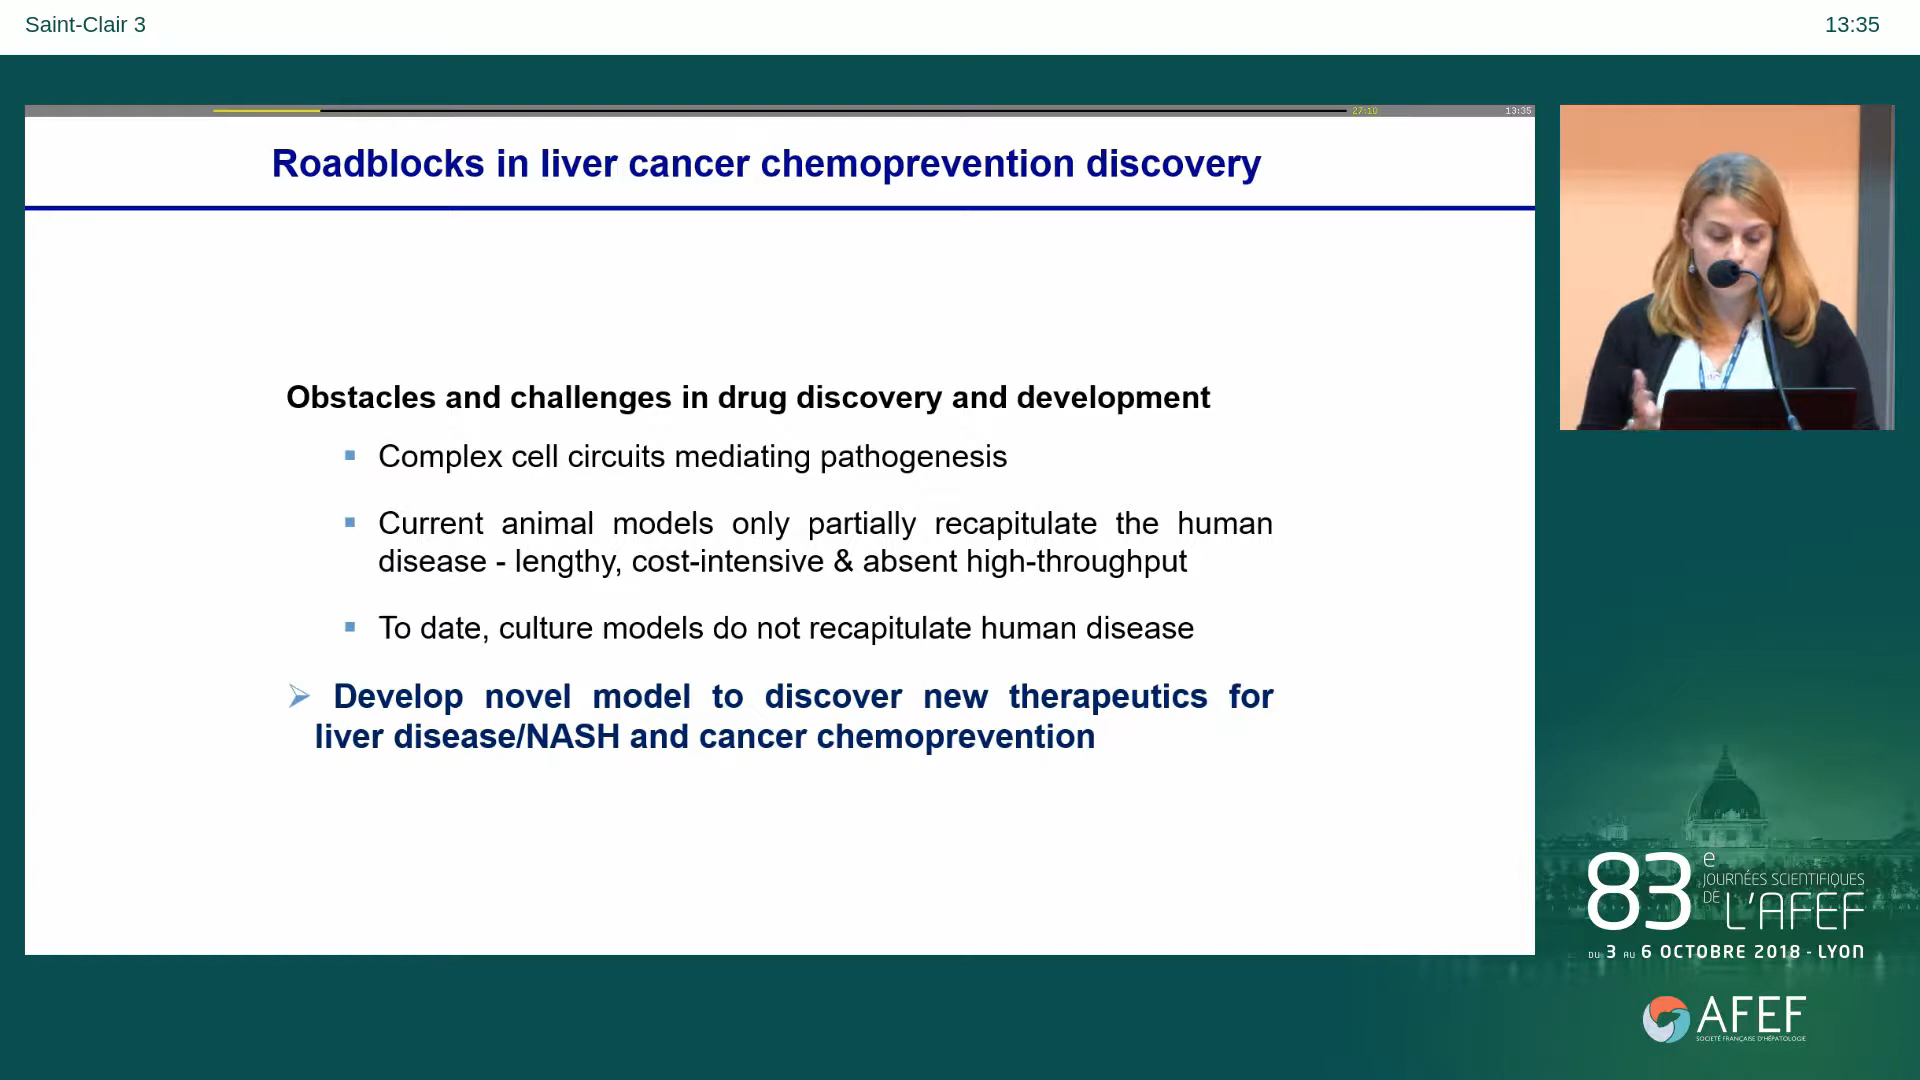 Saint-Clair 3
13:35
27:10
13:35
Roadblocks in liver cancer chemoprevention discovery
Obstacles and challenges in drug discovery and development
▪ Complex cell circuits mediating pathogenesis
▪ Current animal models only partially recapitulate the human
disease - lengthy, cost-intensive & absent high-throughput
▪ To date, culture models do not recapitulate human disease
➢ Develop novel model to discover new therapeutics for
liver disease/NASH and cancer chemoprevention
83e
JOURNÉES SCIENTIFIQUES
DE L'AFEF
DU 3 AU 6 OCTOBRE 2018 - LYON
AFEF
SOCIÉTÉ FRANÇAISE D'HÉPATOLOGIE